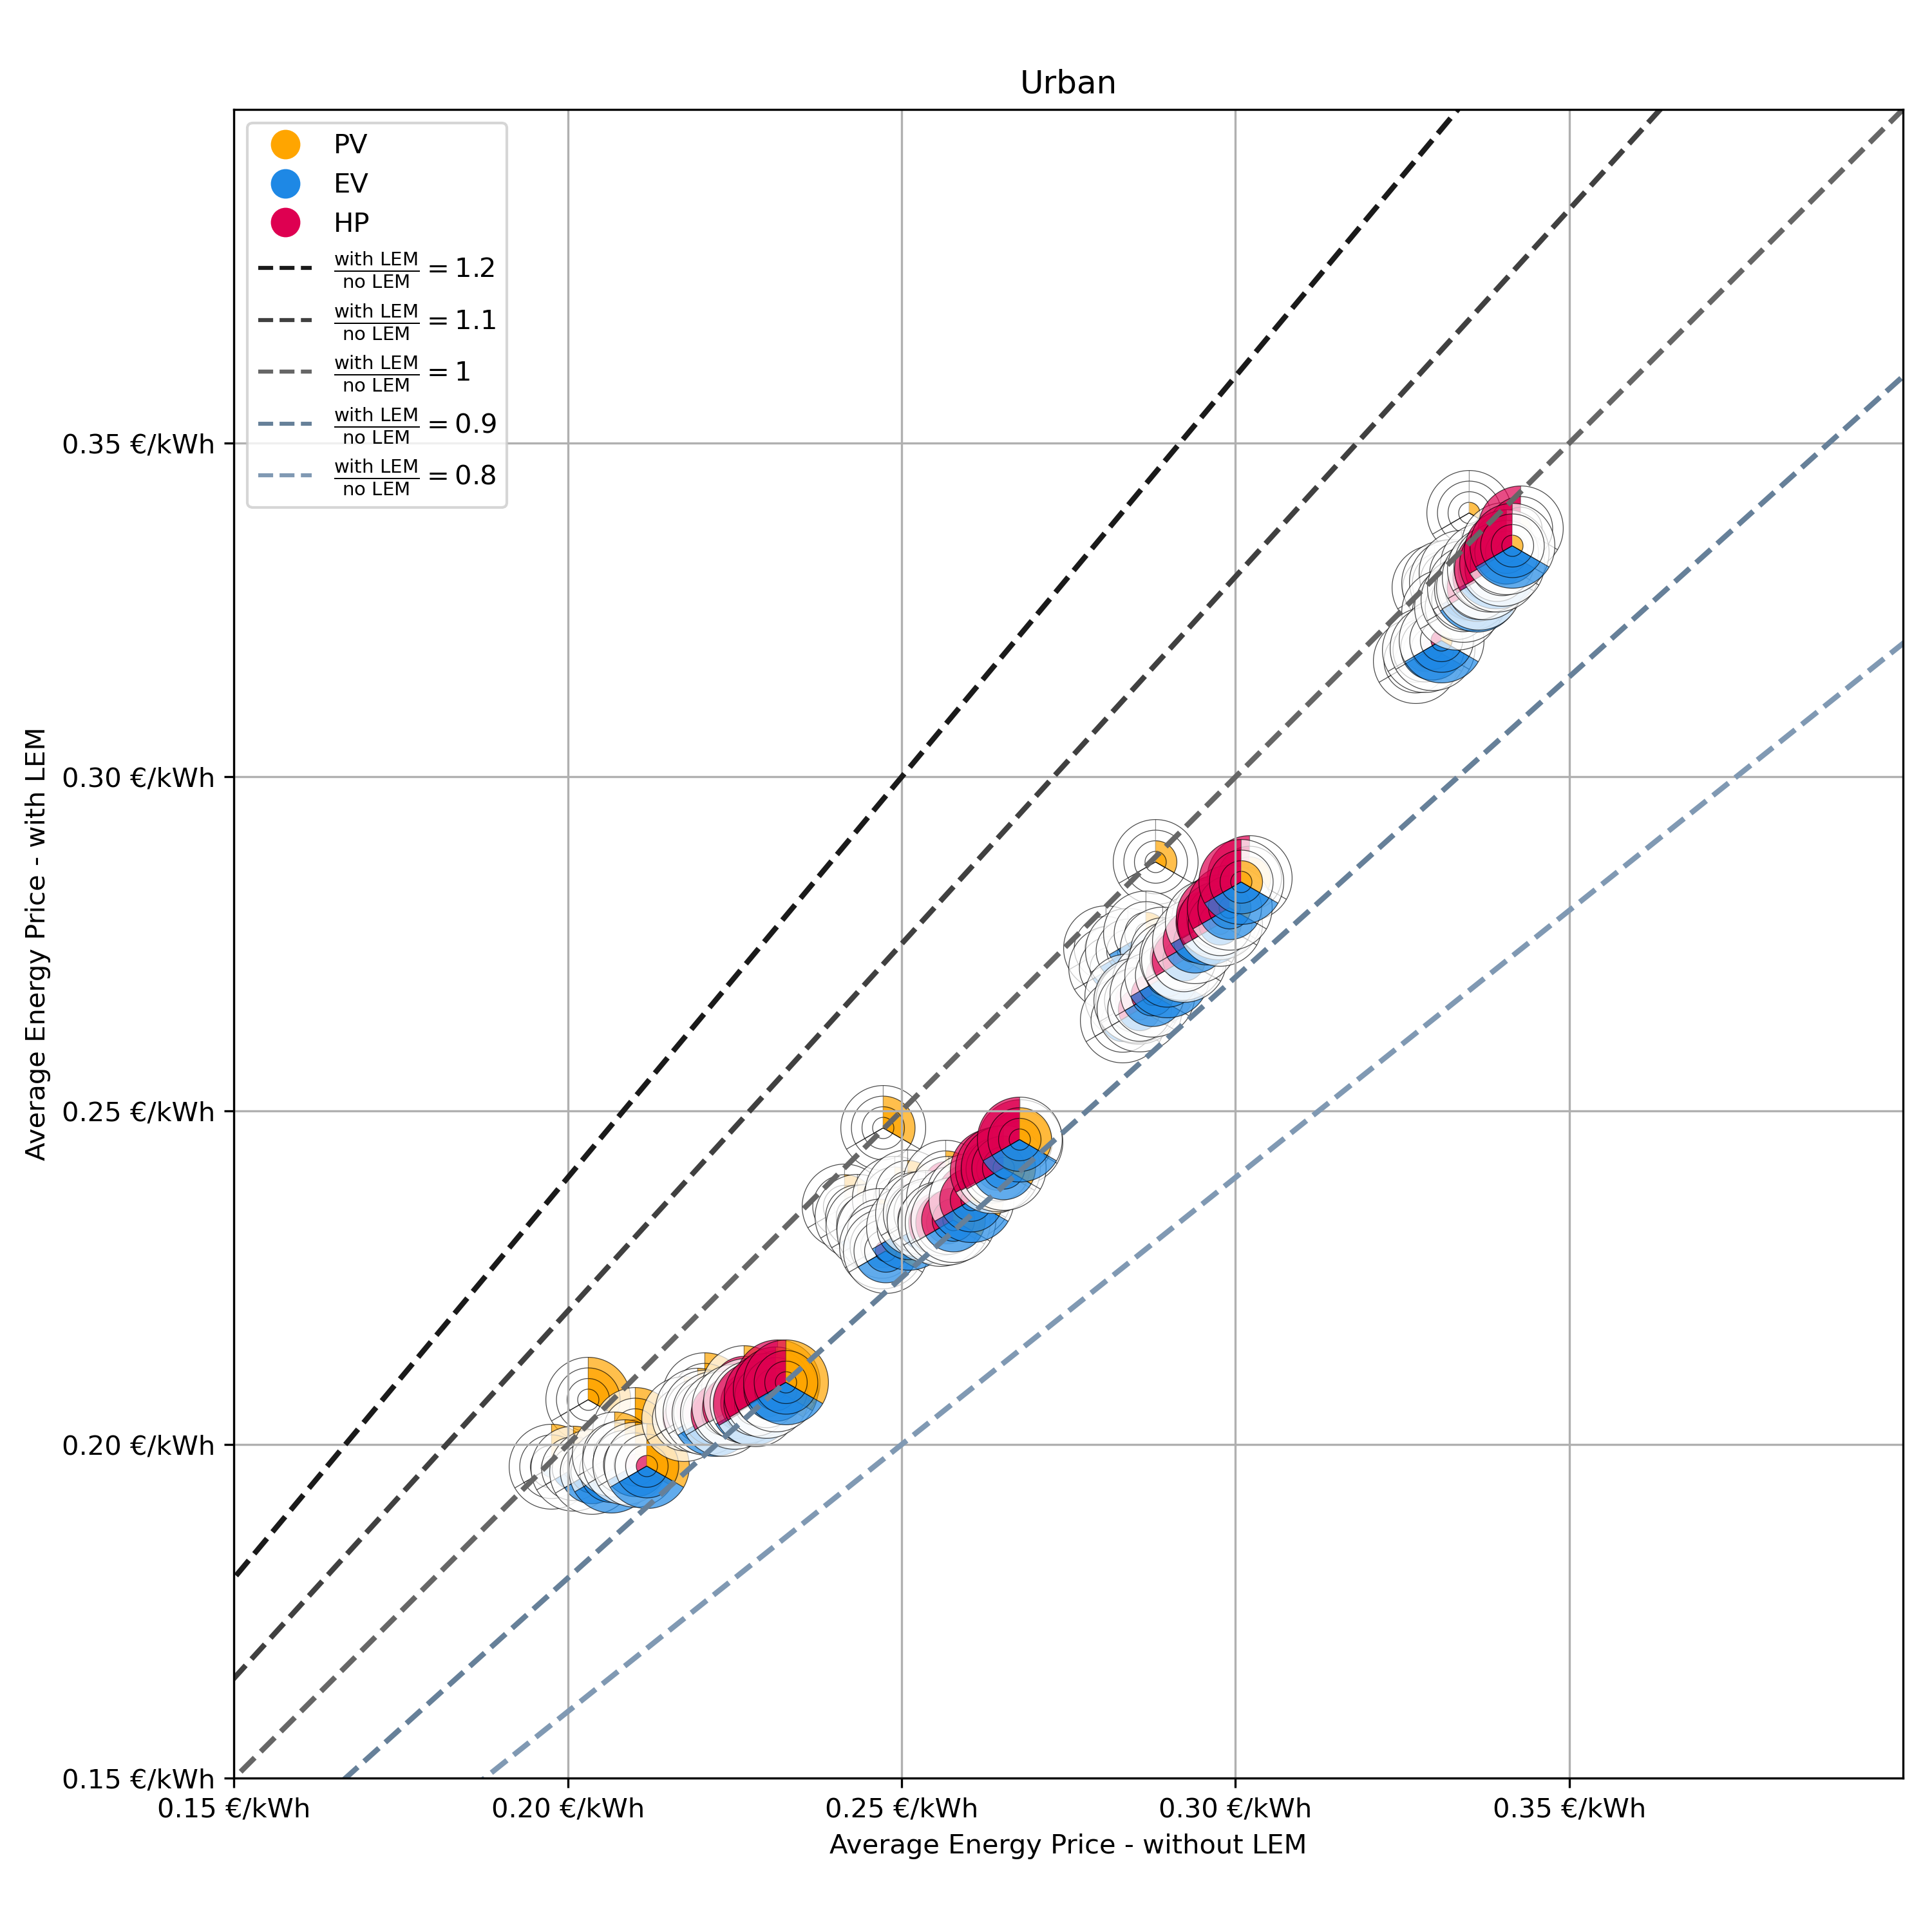 Urban
PV
EV
HP
with LEM / no LEM = 1.2
with LEM / no LEM = 1.1
with LEM / no LEM = 1
with LEM / no LEM = 0.9
with LEM / no LEM = 0.8
0.35 €/kWh
0.30 €/kWh
0.25 €/kWh
0.20 €/kWh
0.15 €/kWh
Average Energy Price - with LEM
0.15 €/kWh 0.20 €/kWh 0.25 €/kWh 0.30 €/kWh 0.35 €/kWh
Average Energy Price - without LEM